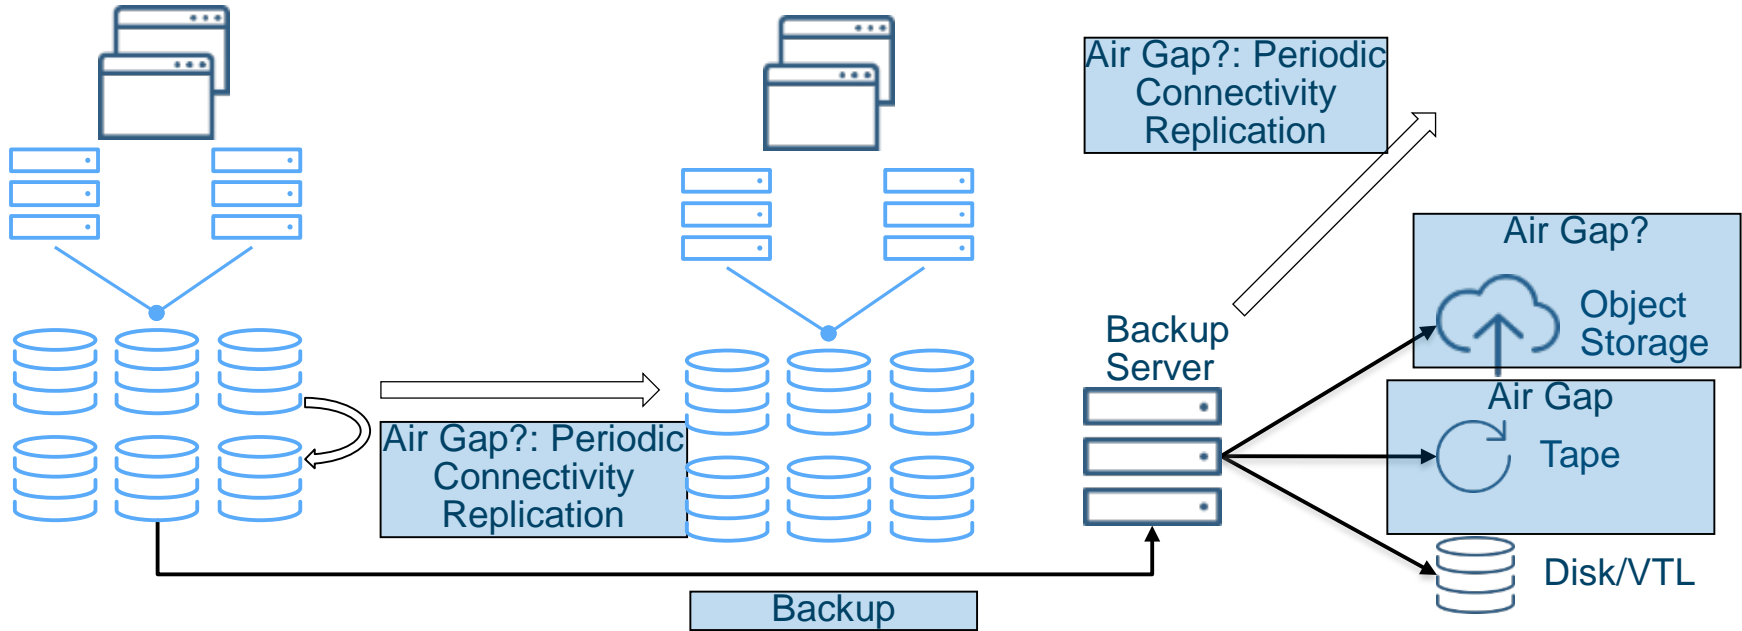 Air Gap?: Periodic
Connectivity
Replication
Air Gap?
Object
Storage
Backup
Server
Air Gap
Tape
Air Gap?: Periodic
Connectivity
Replication
Disk/VTL
Backup